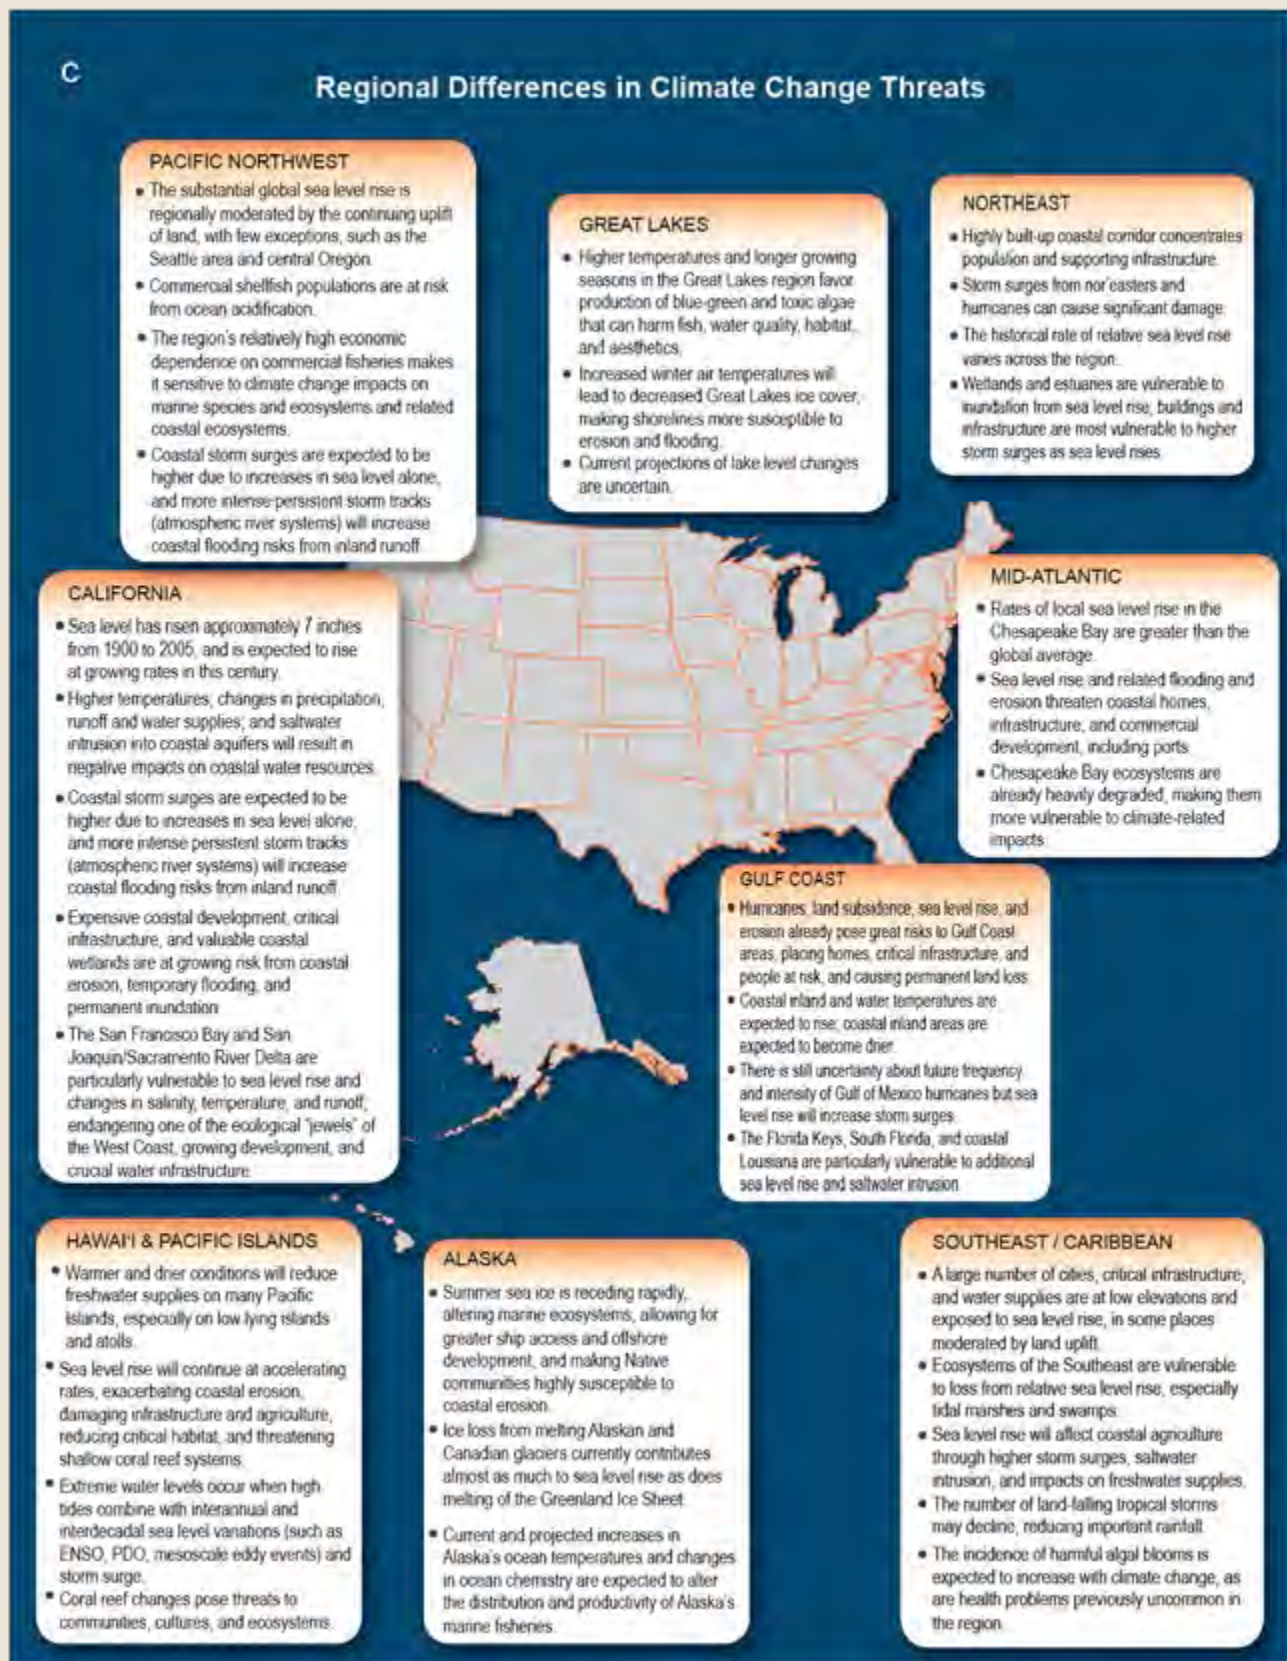 C
Regional Differences in Climate Change Threats
PACIFIC NORTHWEST
• The substantial global sea level rise is
regionally moderated by the continuing uplift
of land, with few exceptions, such as the
Seattle area and central Oregon.
• Commercial shellfish populations are at risk
from ocean acidification.
• The region's relatively high economic
dependence on commercial fisheries makes
it sensitive to climate change impacts on
marine species and ecosystems and related
coastal ecosystems.
• Coastal storm surges are expected to be
higher due to increases in sea level alone,
and more intense persistent storm tracks
(atmospheric river systems) will increase
coastal flooding risks from inland runoff.
GREAT LAKES
• Higher temperatures and longer growing
seasons in the Great Lakes region favor
production of blue-green and toxic algae
that can harm fish, water quality, habitat,
and aesthetics.
• Increased winter air temperatures will
lead to decreased Great Lakes ice cover,
making shorelines more susceptible to
erosion and flooding.
• Current projections of lake level changes
are uncertain.
NORTHEAST
• Highly built-up coastal corridor concentrates
population and supporting infrastructure.
• Storm surges from nor'easters and
hurricanes can cause significant damage.
• The historical rate of relative sea level rise
varies across the region.
• Wetlands and estuaries are vulnerable to
inundation from sea level rise; buildings and
infrastructure are most vulnerable to higher
storm surges as sea level rises.
CALIFORNIA
• Sea level has risen approximately 7 inches
from 1900 to 2005, and is expected to rise
at growing rates in this century.
• Higher temperatures; changes in precipitation,
runoff and water supplies; and saltwater
intrusion into coastal aquifers will result in
negative impacts on coastal water resources.
• Coastal storm surges are expected to be
higher due to increases in sea level alone,
and more intense persistent storm tracks
(atmospheric river systems) will increase
coastal flooding risks from inland runoff.
• Expensive coastal development, critical
infrastructure, and valuable coastal
wetlands are at growing risk from coastal
erosion, temporary flooding, and
permanent inundation.
• The San Francisco Bay and San
Joaquin/Sacramento River Delta are
particularly vulnerable to sea level rise and
changes in salinity, temperature, and runoff;
endangering one of the ecological "jewels" of
the West Coast, growing development, and
crucial water infrastructure.
MID-ATLANTIC
• Rates of local sea level rise in the
Chesapeake Bay are greater than the
global average.
• Sea level rise and related flooding and
erosion threaten coastal homes,
infrastructure, and commercial
development, including ports.
• Chesapeake Bay ecosystems are
already heavily degraded, making them
more vulnerable to climate-related
impacts.
GULF COAST
• Hurricanes, land subsidence, sea level rise, and
erosion already pose great risks to Gulf Coast
areas, placing homes, critical infrastructure, and
people at risk, and causing permanent land loss.
• Coastal inland and water temperatures are
expected to rise; coastal inland areas are
expected to become drier.
• There is still uncertainty about future frequency
and intensity of Gulf of Mexico hurricanes but sea
level rise will increase storm surges.
• The Florida Keys, South Florida, and coastal
Louisiana are particularly vulnerable to additional
sea level rise and saltwater intrusion.
HAWAI'I & PACIFIC ISLANDS
• Warmer and drier conditions will reduce
freshwater supplies on many Pacific
Islands, especially on low lying islands
and atolls.
• Sea level rise will continue at accelerating
rates, exacerbating coastal erosion,
damaging infrastructure and agriculture,
reducing critical habitat, and threatening
shallow coral reef systems.
• Extreme water levels occur when high
tides combine with interannual and
interdecadal sea level variations (such as
ENSO, PDO, mesoscale eddy events) and
storm surge.
• Coral reef changes pose threats to
communities, cultures, and ecosystems.
ALASKA
• Summer sea ice is receding rapidly,
altering marine ecosystems, allowing for
greater ship access and offshore
development, and making Native
communities highly susceptible to
coastal erosion.
• Ice loss from melting Alaskan and
Canadian glaciers currently contributes
almost as much to sea level rise as does
melting of the Greenland Ice Sheet.
• Current and projected increases in
Alaska's ocean temperatures and changes
in ocean chemistry are expected to alter
the distribution and productivity of Alaska's
marine fisheries.
SOUTHEAST / CARIBBEAN
• A large number of cities, critical infrastructure,
and water supplies are at low elevations and
exposed to sea level rise, in some places
moderated by land uplift.
• Ecosystems of the Southeast are vulnerable
to loss from relative sea level rise, especially
tidal marshes and swamps.
• Sea level rise will affect coastal agriculture
through higher storm surges, saltwater
intrusion, and impacts on freshwater supplies.
• The number of land-falling tropical storms
may decline, reducing important rainfall.
• The incidence of harmful algal blooms is
expected to increase with climate change, as
are health problems previously uncommon in
the region.